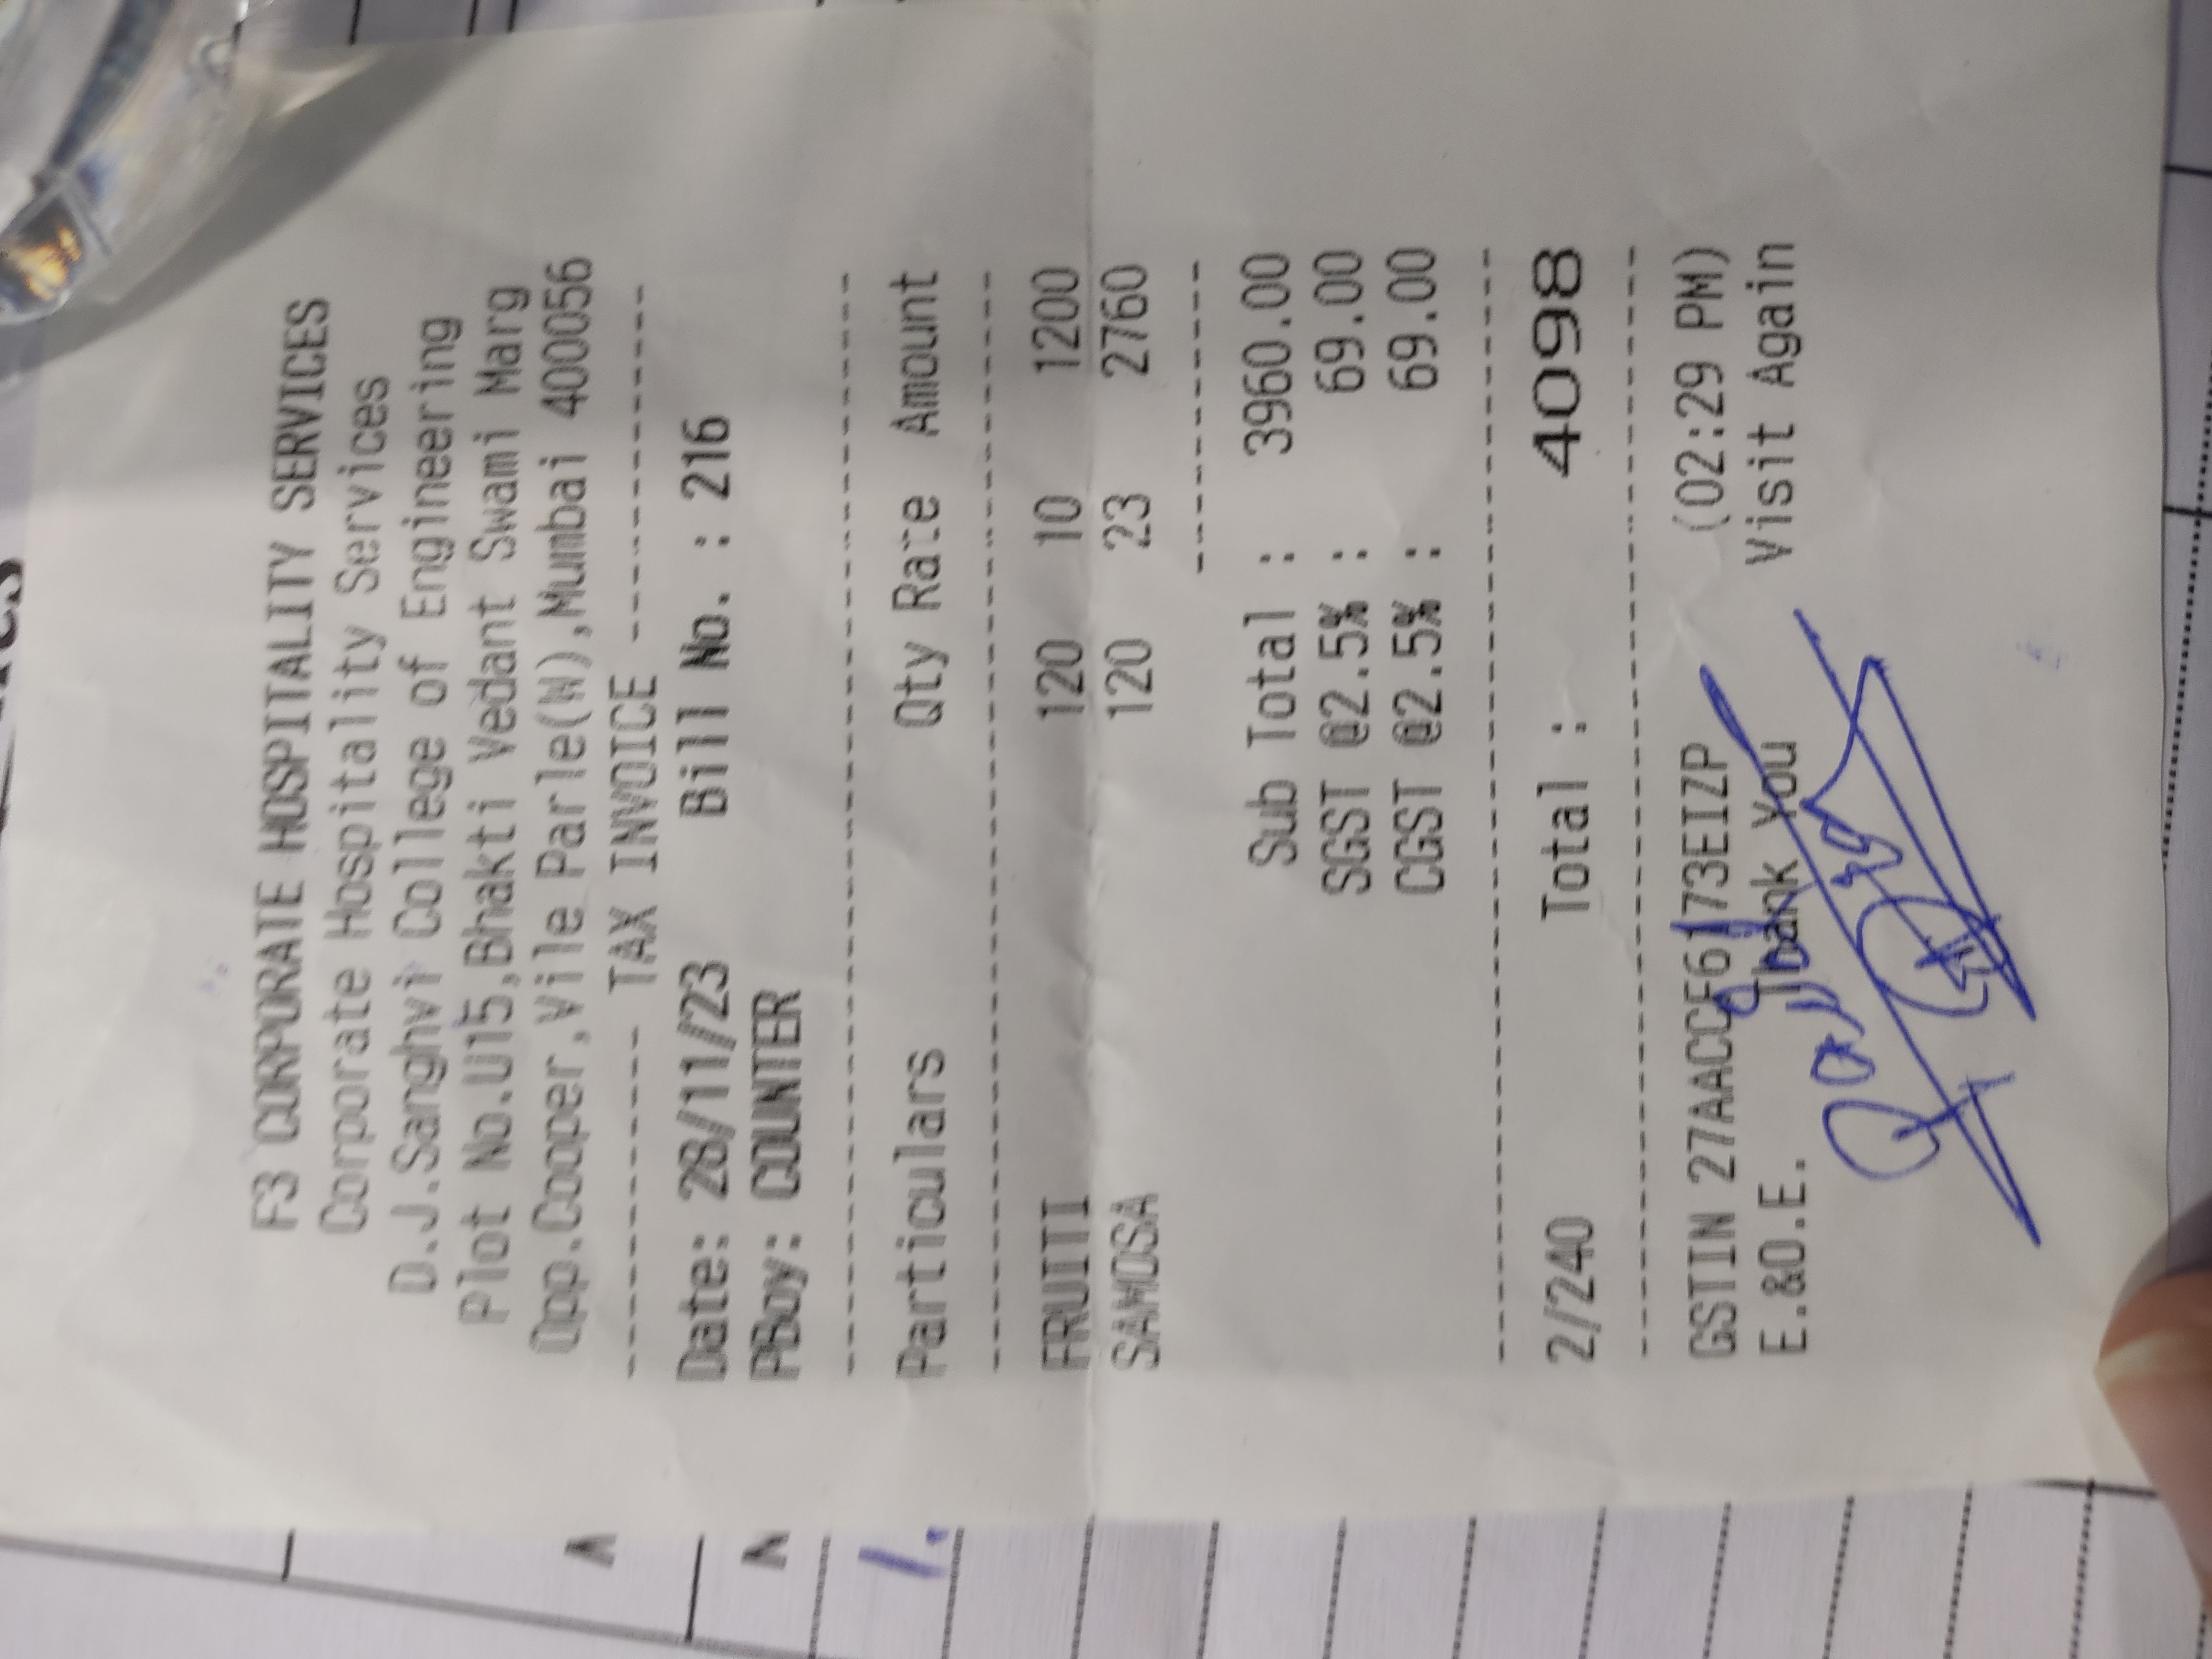 F3 CORPORATE HOSPITALITY SERVICES
Corporate Hospitality Services
D.J.Sanghvi College of Engineering
Plot No.U15,Bhakti Vedant Swami Marg
Opp.Cooper,Vile Parle(W),Mumbai 400056
---------- TAX INVOICE ----------
Date: 28/11/23 Bill No. : 216
PBoy: COUNTER
Particulars Qty Rate Amount
FRUITI 120 10 1200
SAMOSA 120 23 2760
Sub Total : 3960.00
SGST @2.5% : 69.00
CGST @2.5% : 69.00
2/240 Total : 4098
GSTIN 27AACCF6173EIZP (02:29 PM)
E.&O.E. Thank You Visit Again
1.